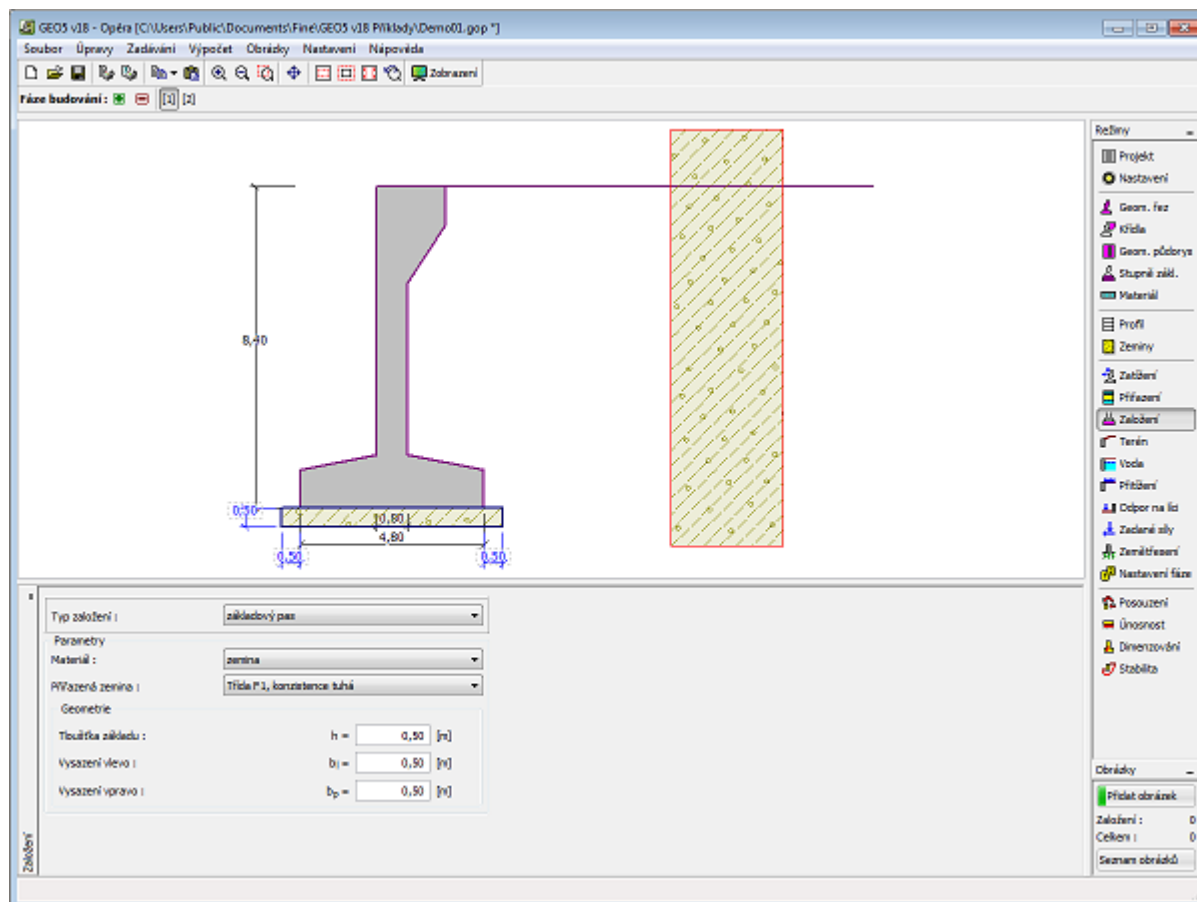 GEO5 v18 - Opěra [C:\Users\Public\Documents\Fine\GEO5 v18 Příklady\Demo01.gop *]
Soubor Úpravy Zadávání Výpočet Obrázky Nastavení Nápověda
Zobrazení
Fáze budování : [1] [2]
8,40
0,50
0,80
4,80
0,50 0,50
Režimy
Projekt
Nastavení
Geom. řez
Křídla
Geom. půdorys
Stupně zákl.
Materiál
Profil
Zeminy
Zatížení
Přiřazení
Založení
Terén
Voda
Přitížení
Odpor na líci
Zadané síly
Zemětřesení
Nastavení fáze
Posouzení
Únosnost
Dimenzování
Stabilita
Typ založení : základový pas
Parametry
Materiál : zemina
Přiřazená zemina : Třída F1, konzistence tuhá
Geometrie
Tloušťka základu : h = 0,50 [m]
Vysazení vlevo : bl = 0,50 [m]
Vysazení vpravo : bp = 0,50 [m]
Založení
Obrázky
Přidat obrázek
Založení : 0
Celkem : 0
Seznam obrázků